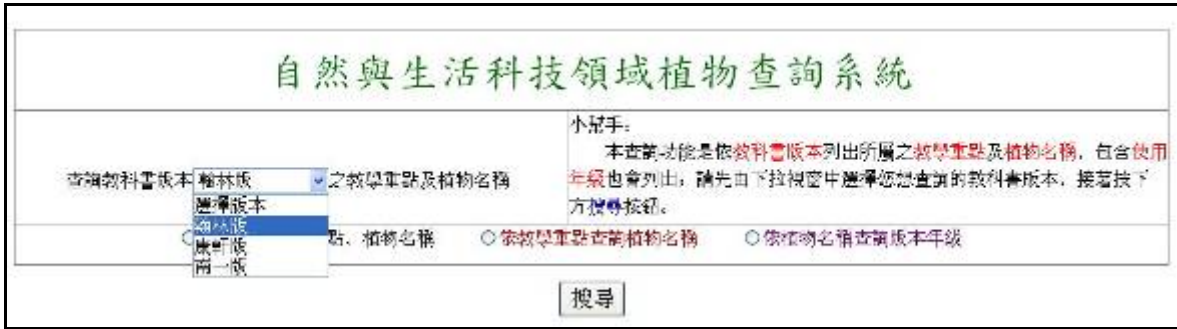 自然與生活科技領域植物查詢系統
查詢教科書版本 翰林版 之教學重點及植物名稱
選擇版本
翰林版
康軒版
南一版
小幫手：
本查詢功能是依教科書版本列出所屬之教學重點及植物名稱，包含使用
年級也會列出；請先由下拉視窗中選擇您想查詢的教科書版本，接著按下
方搜尋按鈕。
點、植物名稱 依教學重點查詢植物名稱 依植物名稱查詢版本年級
搜尋